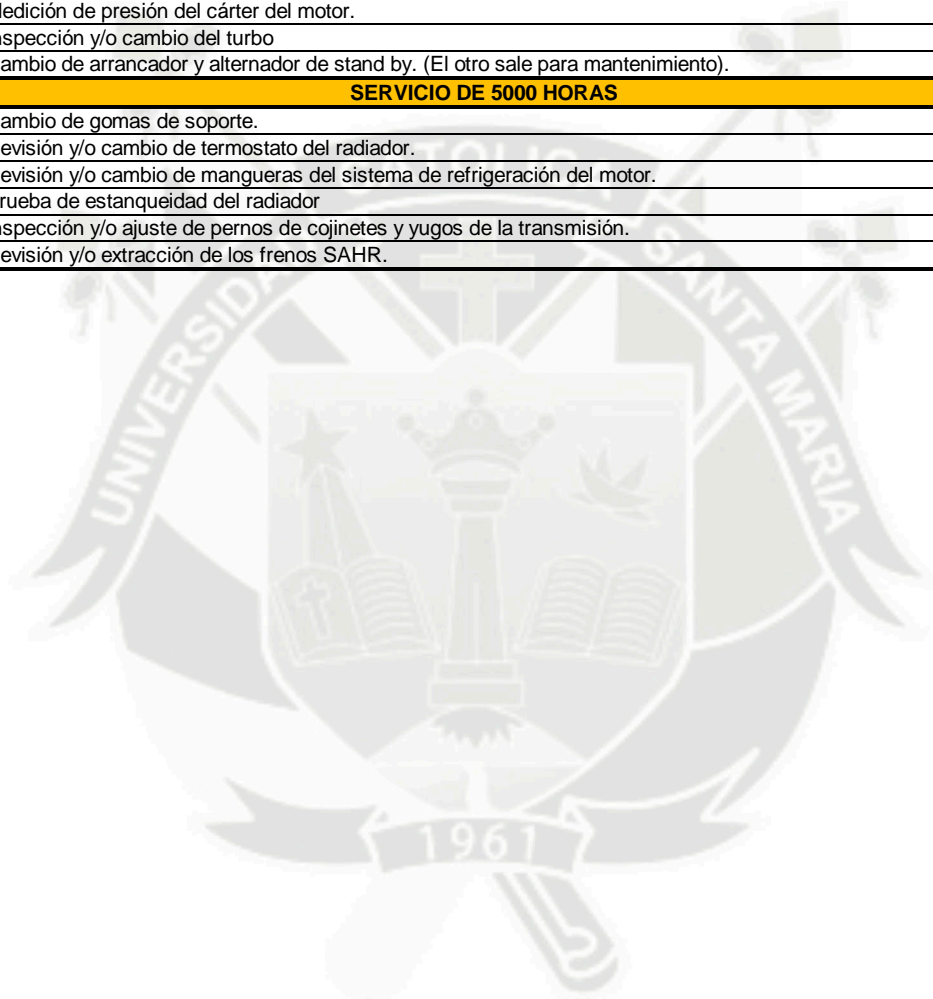 edición de presión del cárter del motor.
nspección y/o cambio del turbo
ambio de arrancador y alternador de stand by. (El otro sale para mantenimiento).
SERVICIO DE 5000 HORAS
ambio de gomas de soporte.
evisión y/o cambio de termostato del radiador.
evisión y/o cambio de mangueras del sistema de refrigeración del motor.
rueba de estanqueidad del radiador
nspección y/o ajuste de pernos de cojinetes y yugos de la transmisión.
evisión y/o extracción de los frenos SAHR.
UNIVERSIDAD CATOLICA SANTA MARIA
1961